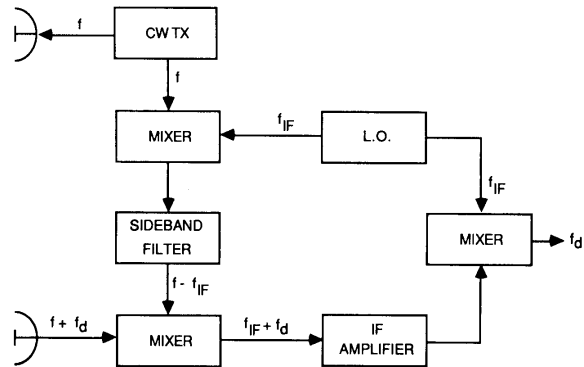 f
CW TX
f
MIXER
f_IF
L.O.
f_IF
SIDEBAND
FILTER
MIXER
f_d
f - f_IF
f + f_d
MIXER
f_IF + f_d
IF
AMPLIFIER